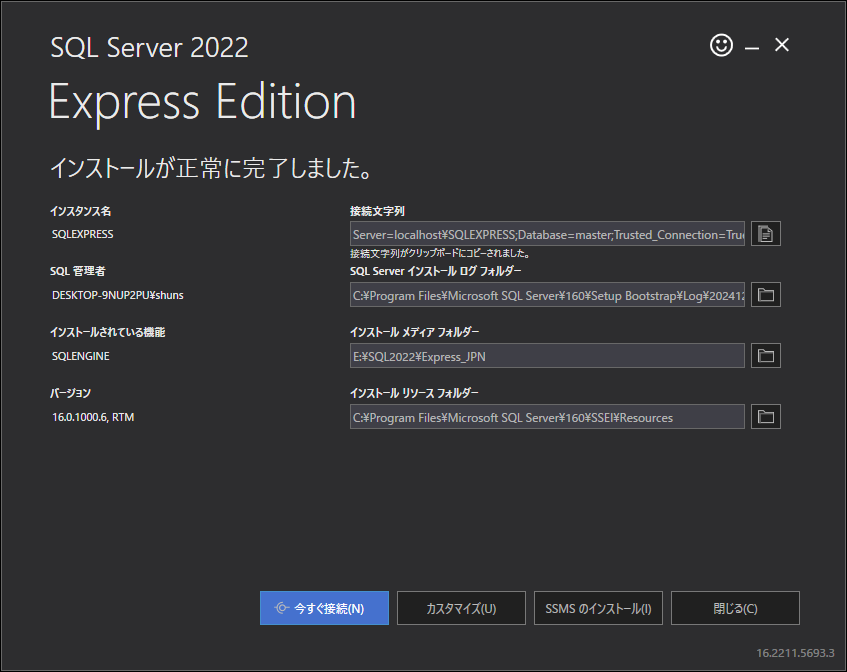 SQL Server 2022
Express Edition
インストールが正常に完了しました。
インスタンス名
SQLEXPRESS
SQL 管理者
DESKTOP-9NUP2PU¥shuns
インストールされている機能
SQLENGINE
バージョン
16.0.1000.6, RTM
接続文字列
Server=localhost¥SQLEXPRESS;Database=master;Trusted_Connection=True
接続文字列がクリップボードにコピーされました。
SQL Server インストール ログ フォルダー
C:¥Program Files¥Microsoft SQL Server¥160¥Setup Bootstrap¥Log¥202412
インストール メディア フォルダー
E:¥SQL2022¥Express_JPN
インストール リソース フォルダー
C:¥Program Files¥Microsoft SQL Server¥160¥SSEI¥Resources
今すぐ接続(N)
カスタマイズ(U)
SSMS のインストール(I)
閉じる(C)
16.2211.5693.3